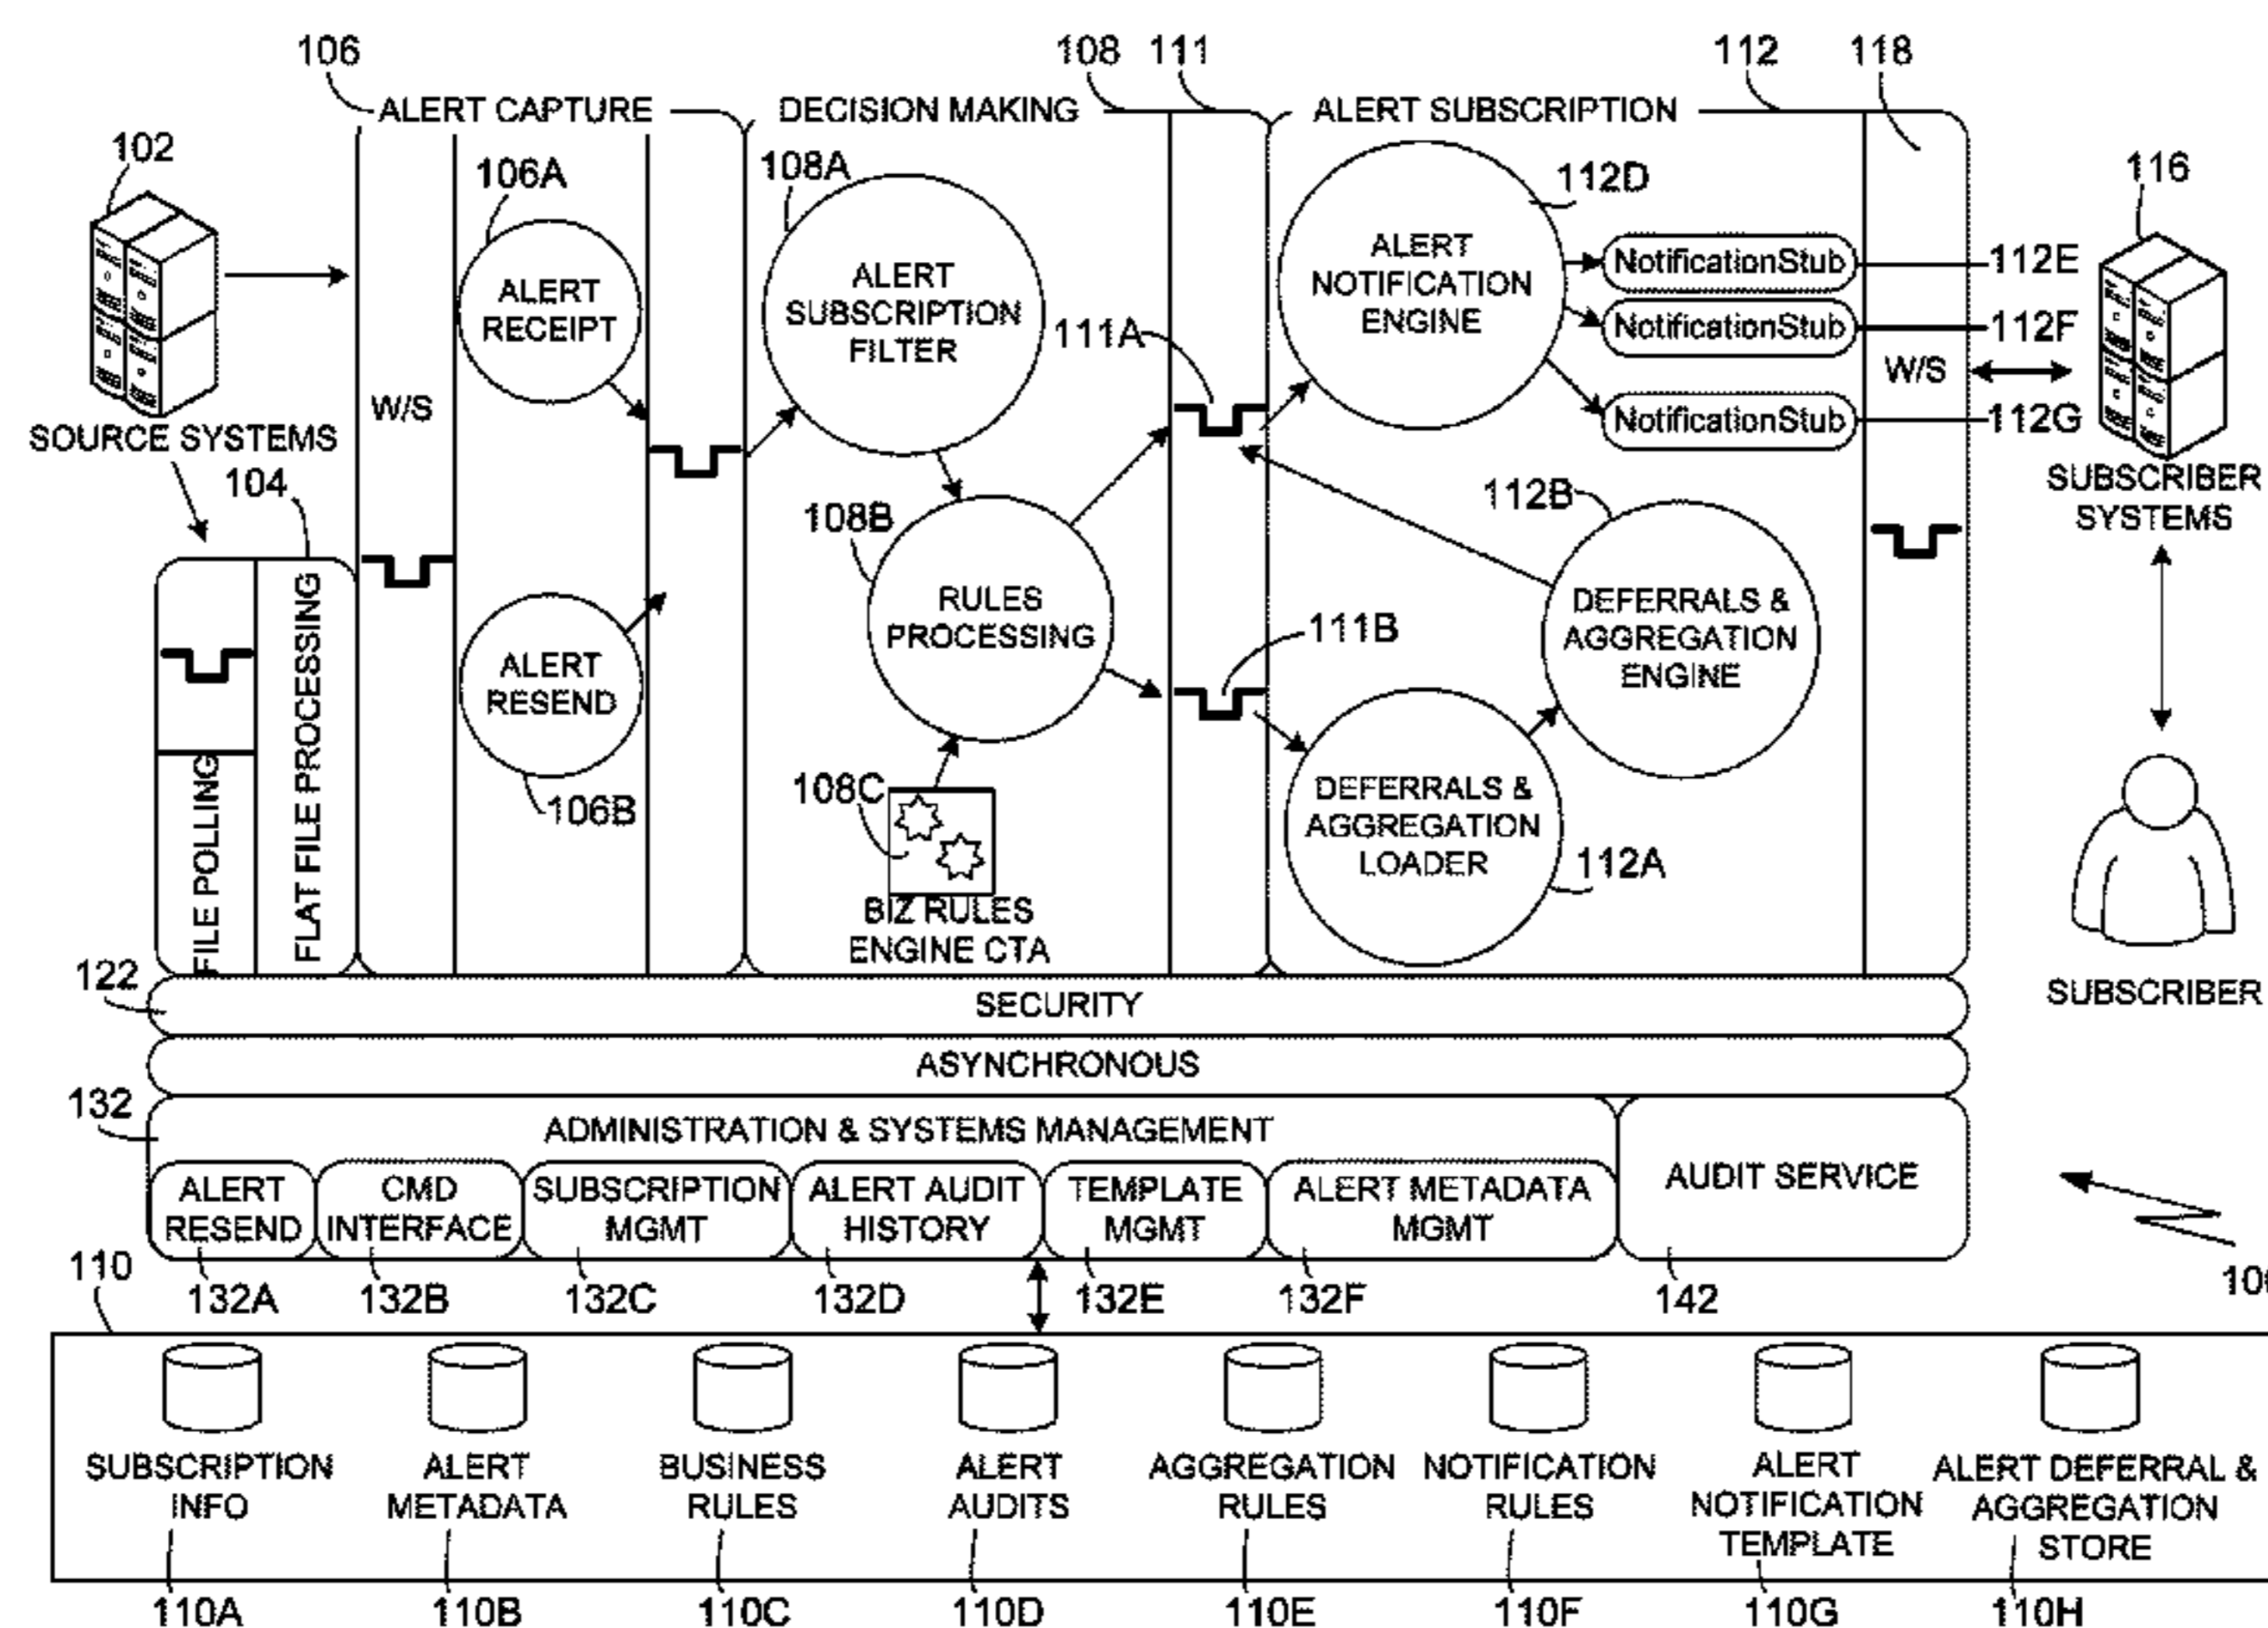 106
108
111
112
118
ALERT CAPTURE
DECISION MAKING
ALERT SUBSCRIPTION
102
106A
108A
112D
116
ALERT
RECEIPT
ALERT
SUBSCRIPTION
FILTER
ALERT
NOTIFICATION
ENGINE
NotificationStub
112E
NotificationStub
112F
NotificationStub
112G
111A
W/S
W/S
SOURCE SYSTEMS
104
SUBSCRIBER
SYSTEMS
108B
112B
RULES
PROCESSING
DEFERRALS &
AGGREGATION
ENGINE
111B
ALERT
RESEND
106B
FILE POLLING
FLAT FILE PROCESSING
108C
BIZ RULES
ENGINE CTA
DEFERRALS &
AGGREGATION
LOADER
112A
SUBSCRIBER
122
SECURITY
ASYNCHRONOUS
132
ADMINISTRATION & SYSTEMS MANAGEMENT
ALERT
RESEND
CMD
INTERFACE
SUBSCRIPTION
MGMT
ALERT AUDIT
HISTORY
TEMPLATE
MGMT
ALERT METADATA
MGMT
AUDIT SERVICE
110
132A
132B
132C
132D
132E
132F
142
SUBSCRIPTION
INFO
ALERT
METADATA
BUSINESS
RULES
ALERT
AUDITS
AGGREGATION
RULES
NOTIFICATION
RULES
ALERT
NOTIFICATION
TEMPLATE
ALERT DEFERRAL &
AGGREGATION
STORE
110A
110B
110C
110D
110E
110F
110G
110H